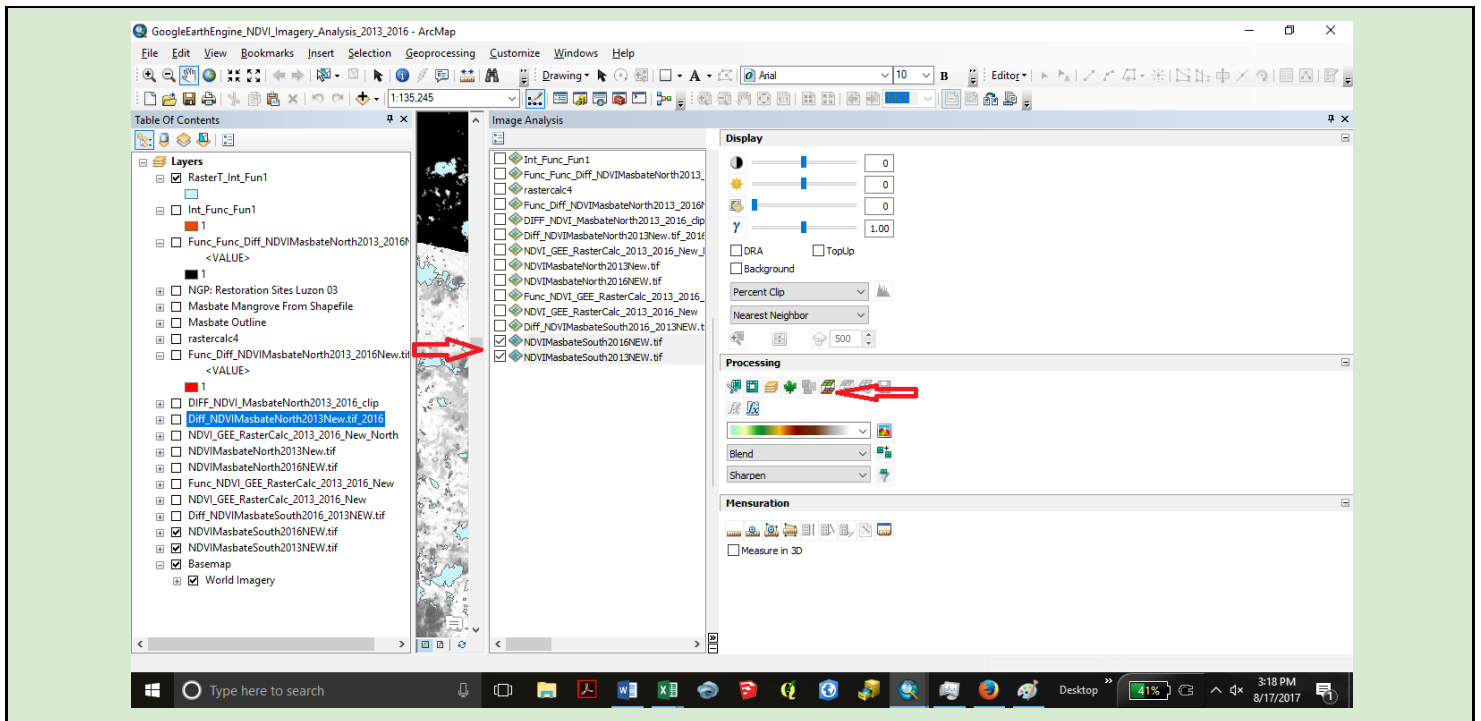 GoogleEarthEngine_NDVI_Imagery_Analysis_2013_2016 - ArcMap
File Edit View Bookmarks Insert Selection Geoprocessing Customize Windows Help
Drawing A Arial 10 B Editor
1:135,245
Table Of Contents
Layers
RasterT_Int_Fun1
Int_Func_Fun1
1
Func_Func_Diff_NDVIMasbateNorth2013_2016N
<VALUE>
1
NGP: Restoration Sites Luzon 03
Masbate Mangrove From Shapefile
Masbate Outline
rastercalc4
Func_Diff_NDVIMasbateNorth2013_2016New.tif
<VALUE>
1
DIFF_NDVI_MasbateNorth2013_2016_clip
Diff_NDVIMasbateNorth2013New.tif_2016
NDVI_GEE_RasterCalc_2013_2016_New_North
NDVIMasbateNorth2013New.tif
NDVIMasbateNorth2016NEW.tif
Func_NDVI_GEE_RasterCalc_2013_2016_New
NDVI_GEE_RasterCalc_2013_2016_New
Diff_NDVIMasbateSouth2016_2013NEW.tif
NDVIMasbateSouth2016NEW.tif
NDVIMasbateSouth2013NEW.tif
Basemap
World Imagery
Image Analysis
Int_Func_Fun1
Func_Func_Diff_NDVIMasbateNorth2013_
rastercalc4
Func_Diff_NDVIMasbateNorth2013_2016N
DIFF_NDVI_MasbateNorth2013_2016_clip
Diff_NDVIMasbateNorth2013New.tif_2016
NDVI_GEE_RasterCalc_2013_2016_New_
NDVIMasbateNorth2013New.tif
NDVIMasbateNorth2016NEW.tif
Func_NDVI_GEE_RasterCalc_2013_2016_
NDVI_GEE_RasterCalc_2013_2016_New
Diff_NDVIMasbateSouth2016_2013NEW.t
NDVIMasbateSouth2016NEW.tif
NDVIMasbateSouth2013NEW.tif
Display
0
0
0
γ 1.00
DRA TopUp
Background
Percent Clip
Nearest Neighbor
500
Processing
Blend
Sharpen
Mensuration
Measure in 3D
Type here to search
Desktop
41%
3:18 PM
8/17/2017